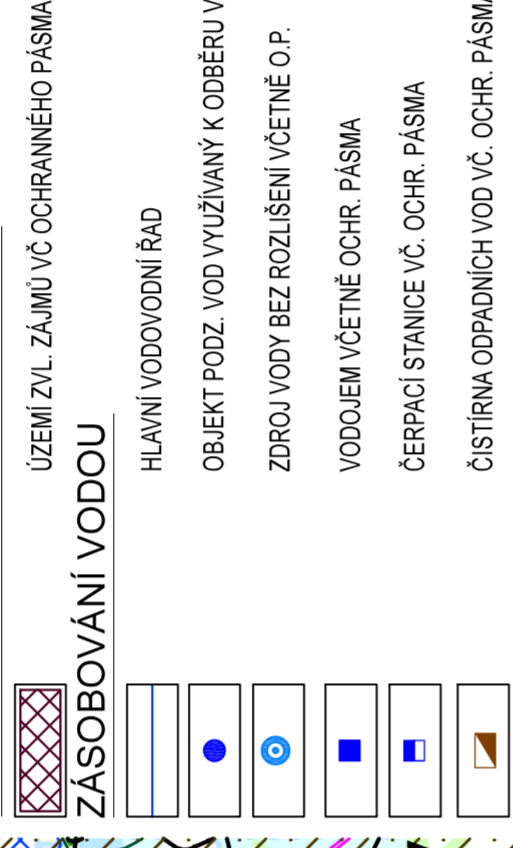 ÚZEMÍ ZVL. ZÁJMŮ VČ OCHRANNÉHO PÁSMA
ZÁSOBOVÁNÍ VODOU
HLAVNÍ VODOVODNÍ ŘAD
OBJEKT PODZ. VOD VYUŽÍVANÝ K ODBĚRU V
ZDROJ VODY BEZ ROZLIŠENÍ VČETNĚ O.P.
VODOJEM VČETNĚ OCHR. PÁSMA
ČERPACÍ STANICE VČ. OCHR. PÁSMA
ČISTÍRNA ODPADNÍCH VOD VČ. OCHR. PÁSMA